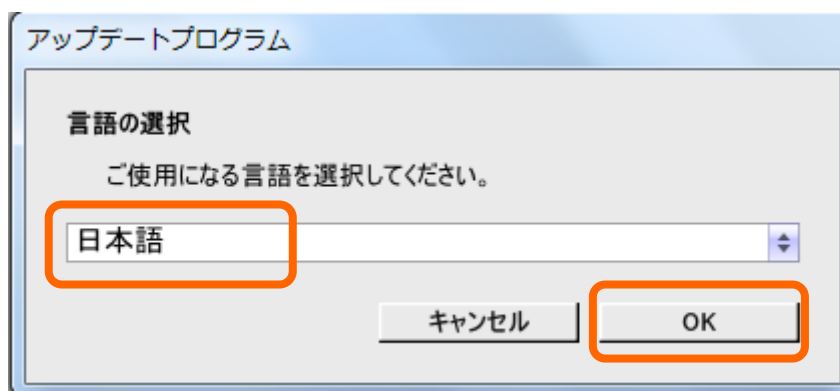 アップデートプログラム
言語の選択
ご使用になる言語を選択してください。
日本語
キャンセル
OK